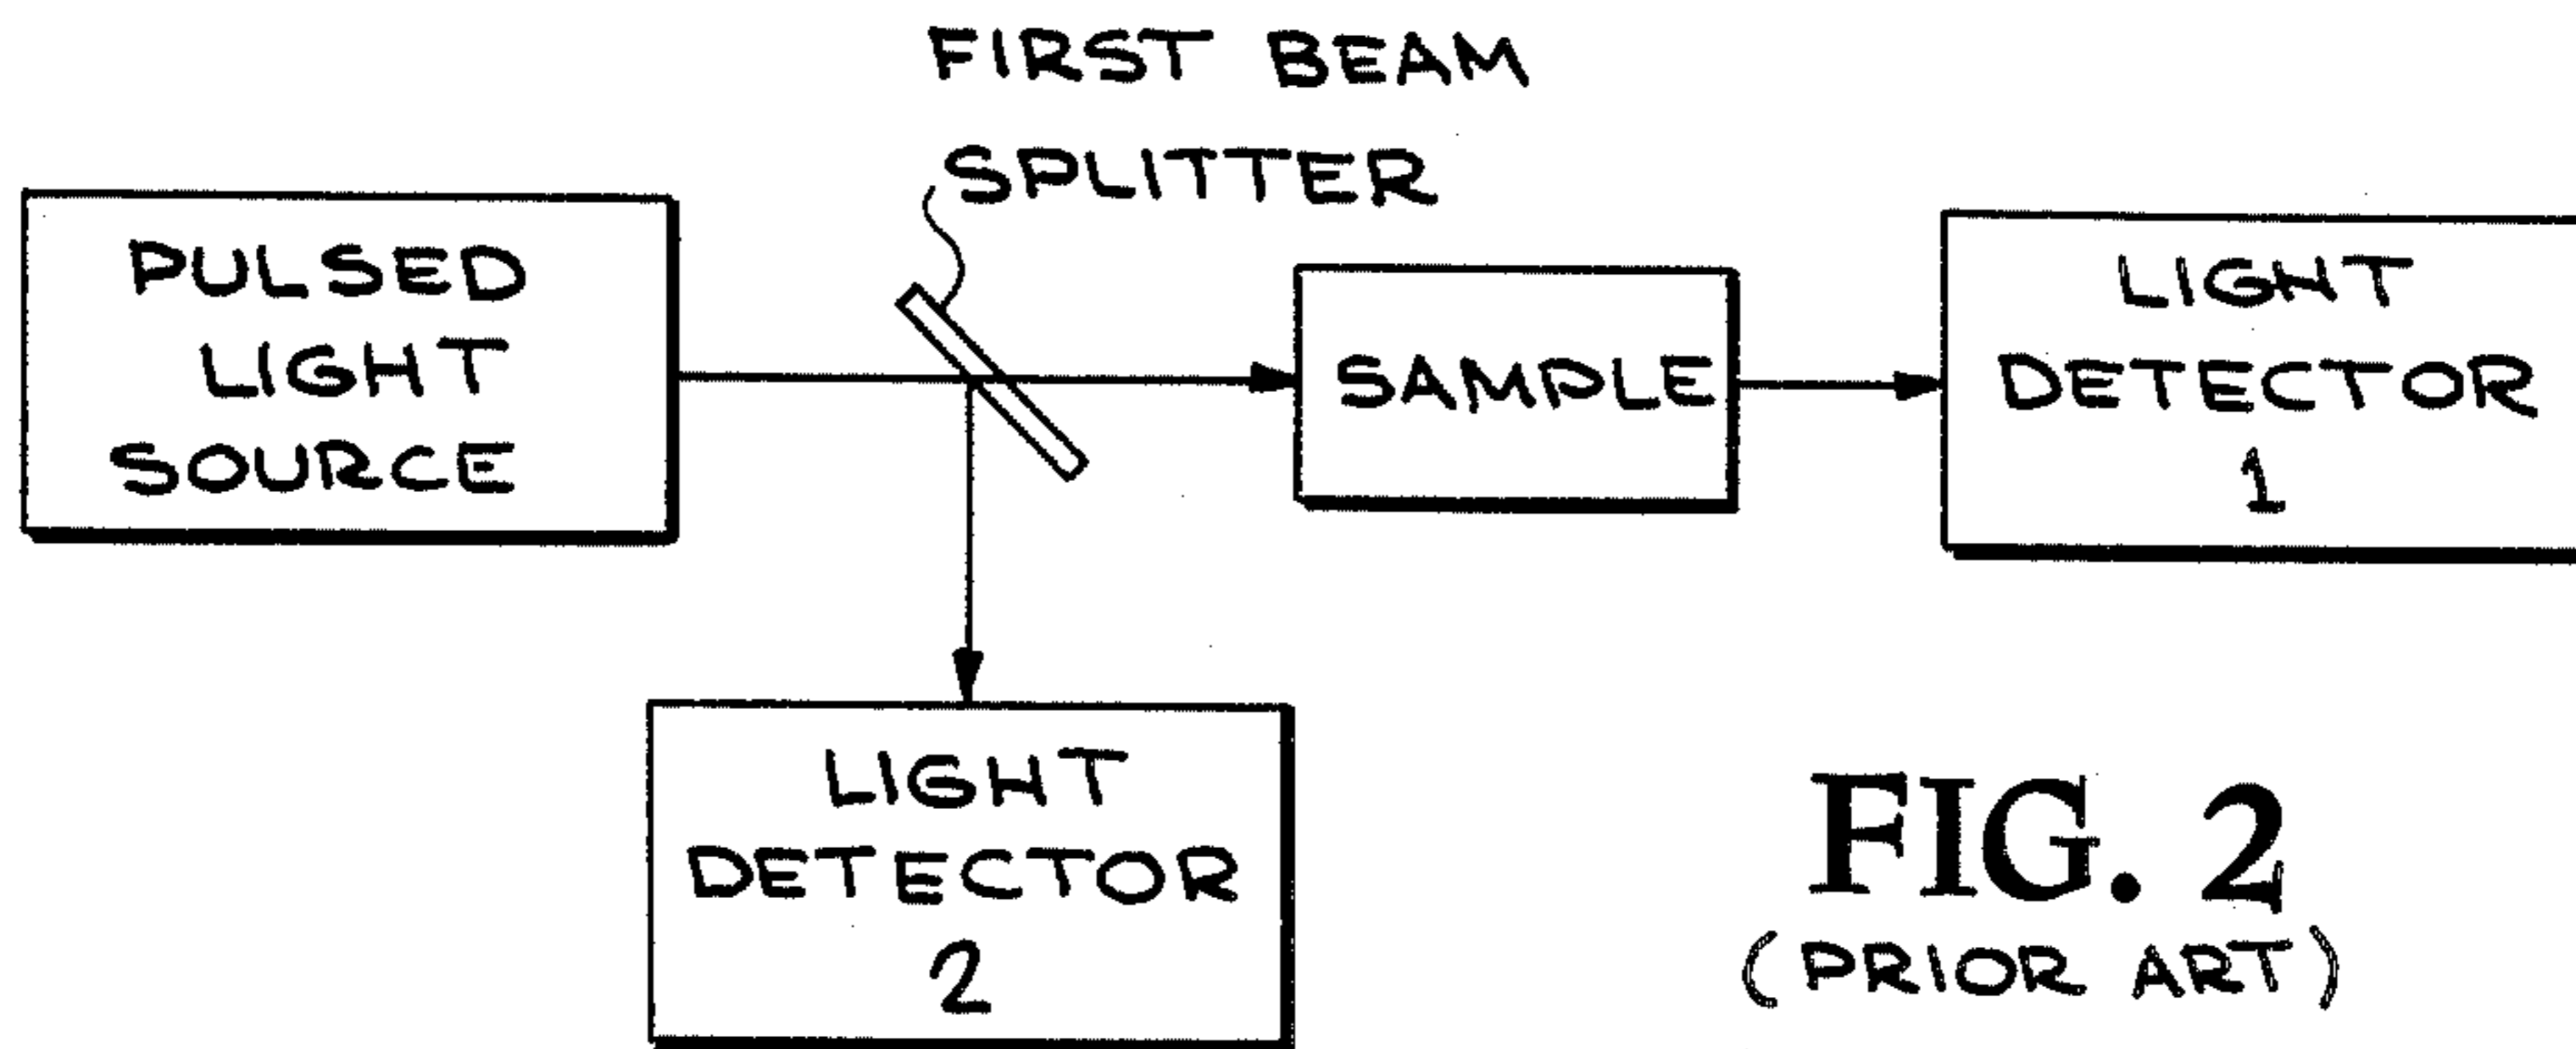 FIRST BEAM
SPLITTER
PULSED
LIGHT
SOURCE
SAMPLE
LIGHT
DETECTOR
1
LIGHT
DETECTOR
2
FIG. 2
(PRIOR ART)